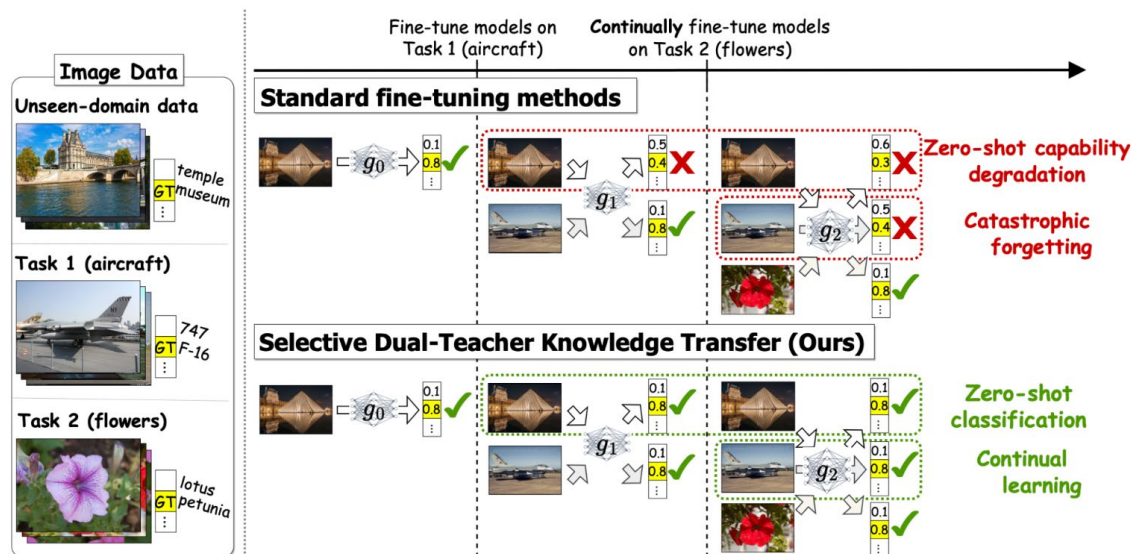 Fine-tune models on
Task 1 (aircraft)
Continually fine-tune models
on Task 2 (flowers)
Image Data
Unseen-domain data
temple
GT museum
⋮
Task 1 (aircraft)
747
GT F-16
⋮
Task 2 (flowers)
lotus
GT petunia
⋮
Standard fine-tuning methods
g₀
0.1
0.8
⋮
g₁
0.5
0.4
⋮
0.1
0.8
⋮
g₂
0.6
0.3
⋮
0.5
0.4
⋮
0.1
0.8
⋮
Zero-shot capability
degradation
Catastrophic
forgetting
Selective Dual-Teacher Knowledge Transfer (Ours)
g₀
0.1
0.8
⋮
g₁
0.1
0.8
⋮
0.1
0.8
⋮
g₂
0.1
0.8
⋮
0.1
0.8
⋮
0.1
0.8
⋮
Zero-shot
classification
Continual
learning